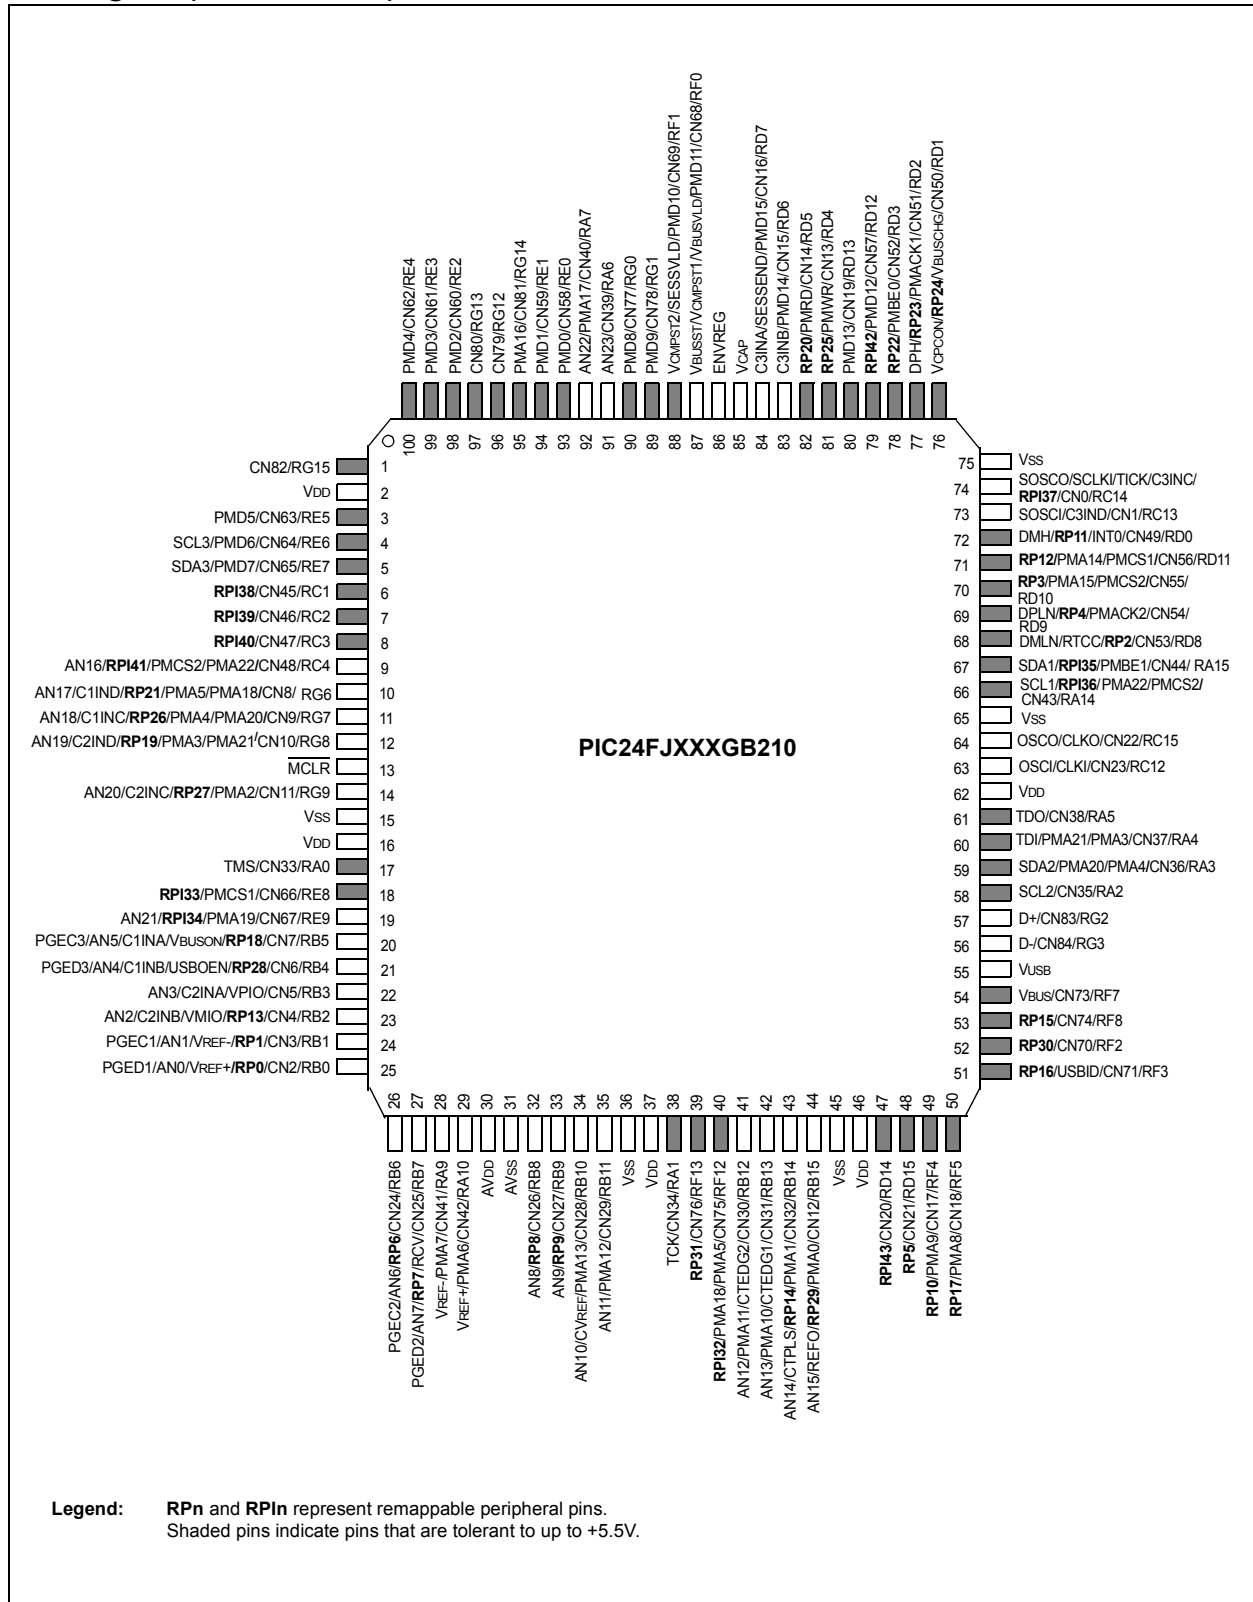 PMD4/CN62/RE4
PMD3/CN61/RE3
PMD2/CN60/RE2
CN80/RG13
CN79/RG12
PMA16/CN81/RG14
PMD1/CN59/RE1
PMD0/CN58/RE0
AN22/PMA17/CN40/RA7
AN23/CN39/RA6
PMD8/CN77/RG0
PMD9/CN78/RG1
VCMPST2/SESSVLD/PMD10/CN69/RF1
VBUSST/VCMPST1/VBUSVLD/PMD11/CN68/RF0
ENVREG
VCAP
C3INA/SESSEND/PMD15/CN16/RD7
C3INB/PMD14/CN15/RD6
RP20/PMRD/CN14/RD5
RP25/PMWR/CN13/RD4
PMD13/CN19/RD13
RPI42/PMD12/CN57/RD12
RP22/PMBE0/CN52/RD3
DPH/RP23/PMACK1/CN51/RD2
VCPCON/RP24/VBUSCHG/CN50/RD1
100
99
98
97
96
95
94
93
92
91
90
89
88
87
86
85
84
83
82
81
80
79
78
77
76
CN82/RG15 1
VDD 2
PMD5/CN63/RE5 3
SCL3/PMD6/CN64/RE6 4
SDA3/PMD7/CN65/RE7 5
RPI38/CN45/RC1 6
RPI39/CN46/RC2 7
RPI40/CN47/RC3 8
AN16/RPI41/PMCS2/PMA22/CN48/RC4 9
AN17/C1IND/RP21/PMA5/PMA18/CN8/ RG6 10
AN18/C1INC/RP26/PMA4/PMA20/CN9/RG7 11
AN19/C2IND/RP19/PMA3/PMA21/CN10/RG8 12
MCLR 13
AN20/C2INC/RP27/PMA2/CN11/RG9 14
VSS 15
VDD 16
TMS/CN33/RA0 17
RPI33/PMCS1/CN66/RE8 18
AN21/RPI34/PMA19/CN67/RE9 19
PGEC3/AN5/C1INA/VBUSON/RP18/CN7/RB5 20
PGED3/AN4/C1INB/USBOEN/RP28/CN6/RB4 21
AN3/C2INA/VPIO/CN5/RB3 22
AN2/C2INB/VMIO/RP13/CN4/RB2 23
PGEC1/AN1/VREF-/RP1/CN3/RB1 24
PGED1/AN0/VREF+/RP0/CN2/RB0 25
PIC24FJXXXGB210
75 VSS
74 SOSCO/SCLKI/TICK/C3INC/
RPI37/CN0/RC14
73 SOSCI/C3IND/CN1/RC13
72 DMH/RP11/INT0/CN49/RD0
71 RP12/PMA14/PMCS1/CN56/RD11
70 RP3/PMA15/PMCS2/CN55/
RD10
69 DPLN/RP4/PMACK2/CN54/
RD9
68 DMLN/RTCC/RP2/CN53/RD8
67 SDA1/RPI35/PMBE1/CN44/ RA15
66 SCL1/RPI36/PMA22/PMCS2/
CN43/RA14
65 VSS
64 OSCO/CLKO/CN22/RC15
63 OSCI/CLKI/CN23/RC12
62 VDD
61 TDO/CN38/RA5
60 TDI/PMA21/PMA3/CN37/RA4
59 SDA2/PMA20/PMA4/CN36/RA3
58 SCL2/CN35/RA2
57 D+/CN83/RG2
56 D-/CN84/RG3
55 VUSB
54 VBUS/CN73/RF7
53 RP15/CN74/RF8
52 RP30/CN70/RF2
51 RP16/USBID/CN71/RF3
26
27
28
29
30
31
32
33
34
35
36
37
38
39
40
41
42
43
44
45
46
47
48
49
50
PGEC2/AN6/RP6/CN24/RB6
PGED2/AN7/RP7/RCV/CN25/RB7
VREF-/PMA7/CN41/RA9
VREF+/PMA6/CN42/RA10
AVDD
AVSS
AN8/RP8/CN26/RB8
AN9/RP9/CN27/RB9
AN10/CVREF/PMA13/CN28/RB10
AN11/PMA12/CN29/RB11
VSS
VDD
TCK/CN34/RA1
RP31/CN76/RF13
RPI32/PMA18/PMA5/CN75/RF12
AN12/PMA11/CTEDG2/CN30/RB12
AN13/PMA10/CTEDG1/CN31/RB13
AN14/CTPLS/RP14/PMA1/CN32/RB14
AN15/REFO/RP29/PMA0/CN12/RB15
VSS
VDD
RPI43/CN20/RD14
RP5/CN21/RD15
RP10/PMA9/CN17/RF4
RP17/PMA8/CN18/RF5
Legend: RPn and RPIn represent remappable peripheral pins.
Shaded pins indicate pins that are tolerant to up to +5.5V.